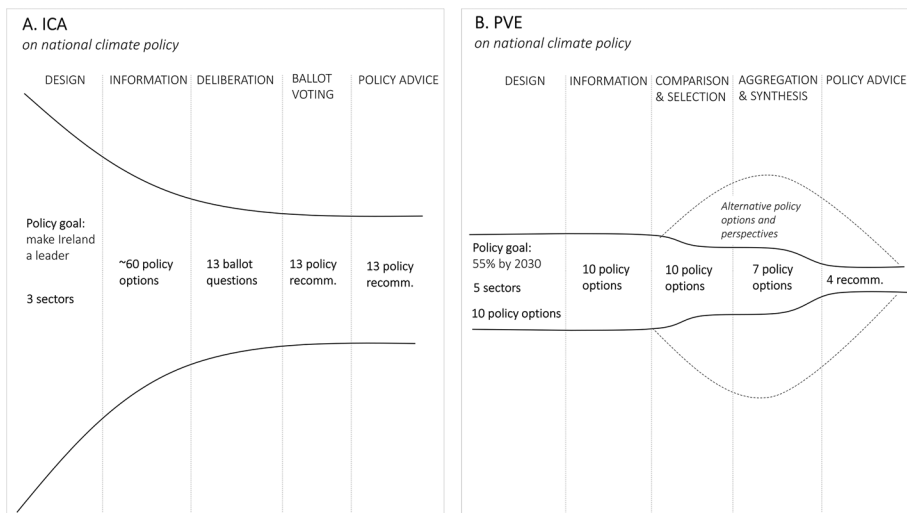 A. ICA
on national climate policy
DESIGN
INFORMATION
DELIBERATION
BALLOT
VOTING
POLICY ADVICE
Policy goal:
make Ireland
a leader
3 sectors
~60 policy
options
13 ballot
questions
13 policy
recomm.
13 policy
recomm.
B. PVE
on national climate policy
DESIGN
INFORMATION
COMPARISON
& SELECTION
AGGREGATION
& SYNTHESIS
POLICY ADVICE
Alternative policy
options and
perspectives
Policy goal:
55% by 2030
5 sectors
10 policy options
10 policy
options
10 policy
options
7 policy
options
4 recomm.